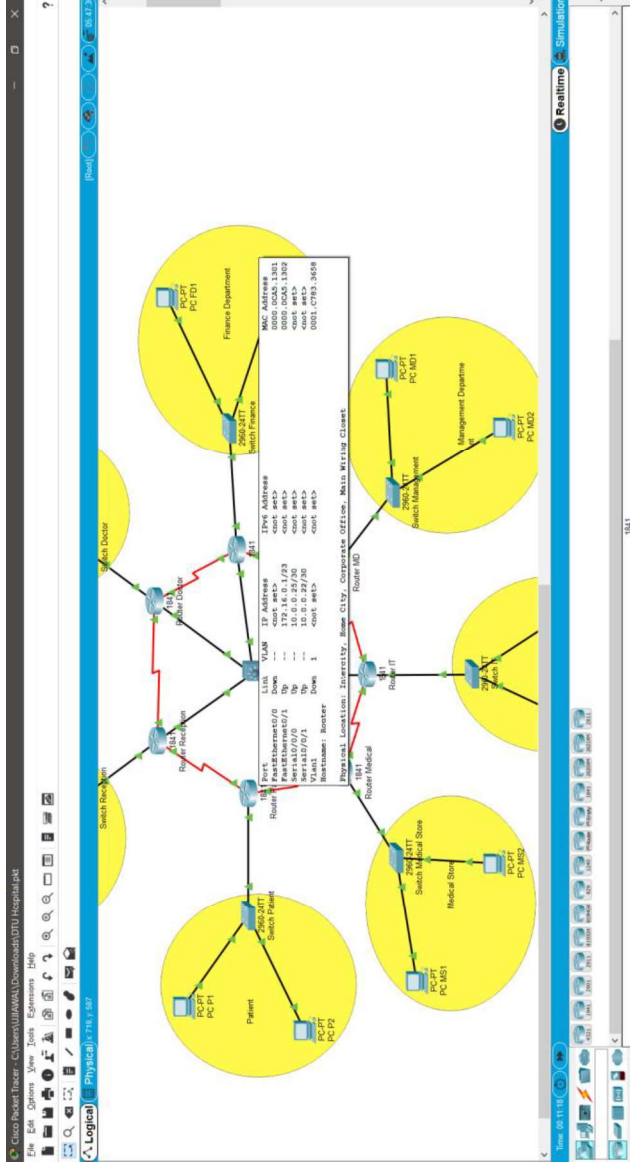 Cisco Packet Tracer - C:\Users\UJJAWAL\Downloads\DTU Hospital.pkt
File Edit Options View Tools Extensions Help
Logical Physical x: 719, y: 587
[Root]
Switch Reception
Switch Doctor
1841
Router Reception
1841
Router Doctor
PC-PT
PC FD1
Finance Department
2960-24TT
Switch Finance
1841
PC-PT
PC P1
Patient
2960-24TT
Switch Patient
PC-PT
PC P2
1841
Port Link VLAN IP Address IPv6 Address MAC Address
FastEthernet0/0 Down -- <not set> <not set> 0000.0CA5.1301
FastEthernet0/1 Up -- 172.16.0.1/23 <not set> 0000.0CA5.1302
Serial0/0/0 Up -- 10.0.0.25/30 <not set> <not set>
Serial0/0/1 Up -- 10.0.0.22/30 <not set> <not set>
Vlan1 Down 1 <not set> <not set> 0001.C783.3658
Hostname: Router
Physical Location: Intercity, Home City, Corporate Office, Main Wiring Closet
1841
Router Medical
1841
Router IT
Router MD
PC-PT
PC MS1
2960-24TT
Switch Medical Store
Medical Store
PC-PT
PC MS2
2960-24TT
Switch IT
2960-24TT
Switch Management
PC-PT
PC MD1
Management Departme
nt
PC-PT
PC MD2
Time: 00:11:18
Realtime Simulation
1841